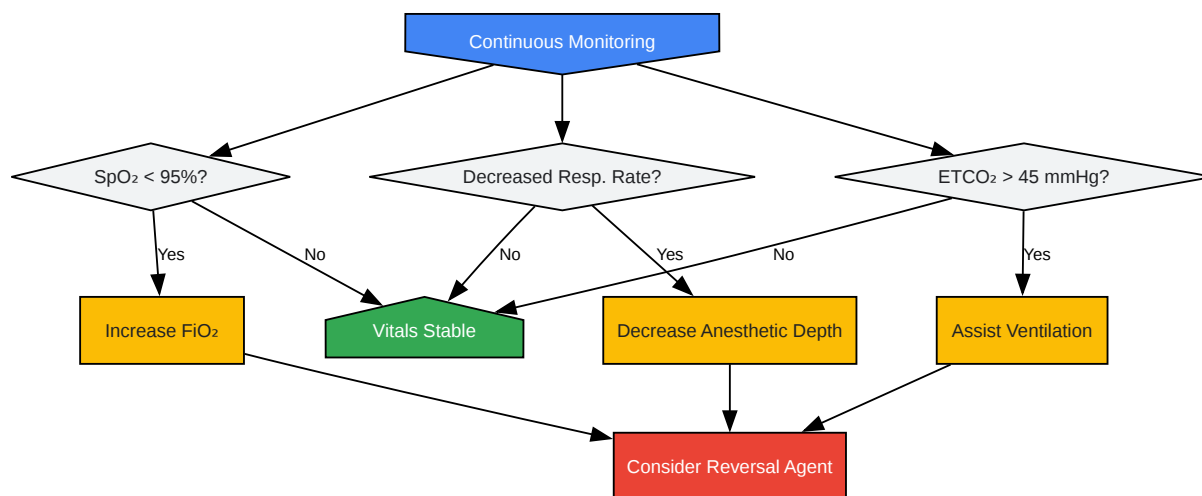 Continuous Monitoring
SpO₂ < 95%?
Decreased Resp. Rate?
ETCO₂ > 45 mmHg?
Yes
No
No
Yes
No
Yes
Increase FiO₂
Vitals Stable
Decrease Anesthetic Depth
Assist Ventilation
Consider Reversal Agent